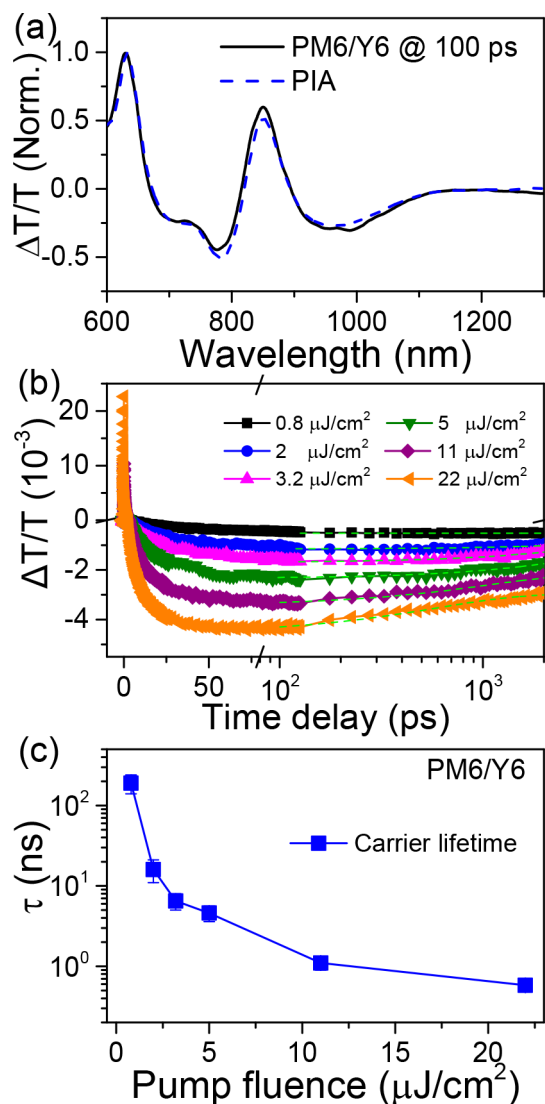 (a)
PM6/Y6 @ 100 ps
PIA
ΔT/T (Norm.)
1.0
0.5
0.0
-0.5
600 800 1000 1200
Wavelength (nm)
(b)
0.8 μJ/cm²
2 μJ/cm²
3.2 μJ/cm²
5 μJ/cm²
11 μJ/cm²
22 μJ/cm²
ΔT/T (10⁻³)
20
10
0
-2
-4
0 50 10² 10³
Time delay (ps)
(c)
PM6/Y6
Carrier lifetime
τ (ns)
10²
10¹
10⁰
0 5 10 15 20
Pump fluence (μJ/cm²)